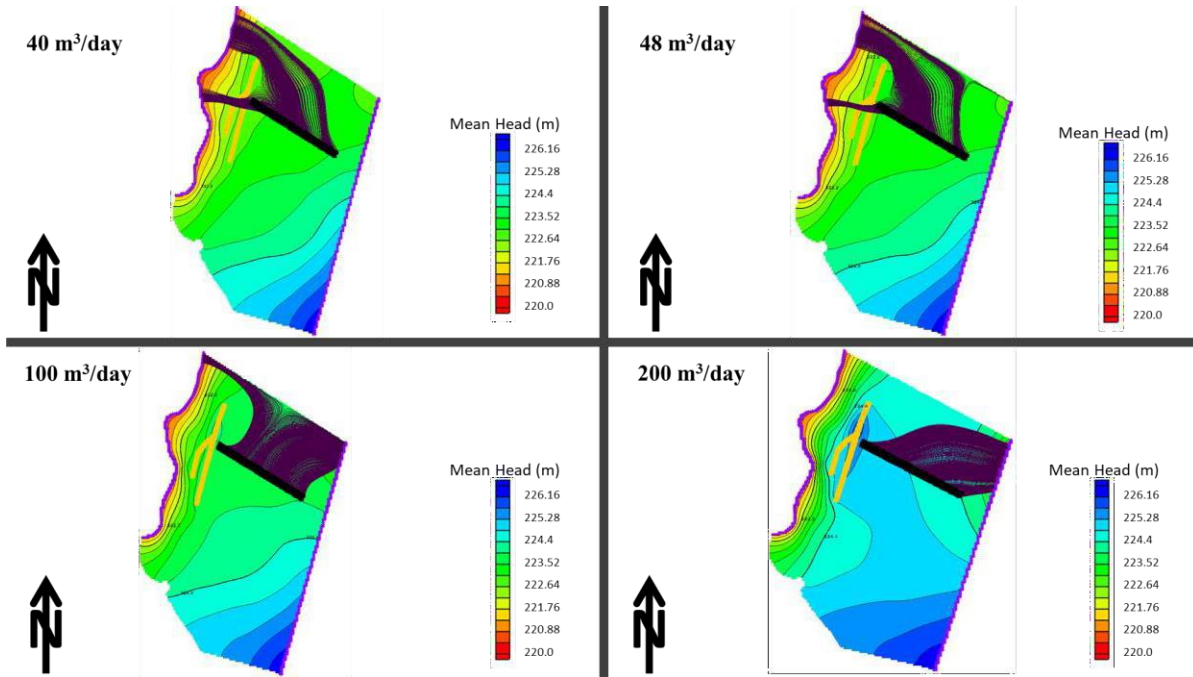 40 m³/day
Mean Head (m)
226.16
225.28
224.4
223.52
222.64
221.76
220.88
220.0
N
48 m³/day
Mean Head (m)
226.16
225.28
224.4
223.52
222.64
221.76
220.88
220.0
N
100 m³/day
Mean Head (m)
226.16
225.28
224.4
223.52
222.64
221.76
220.88
220.0
N
200 m³/day
Mean Head (m)
226.16
225.28
224.4
223.52
222.64
221.76
220.88
220.0
N